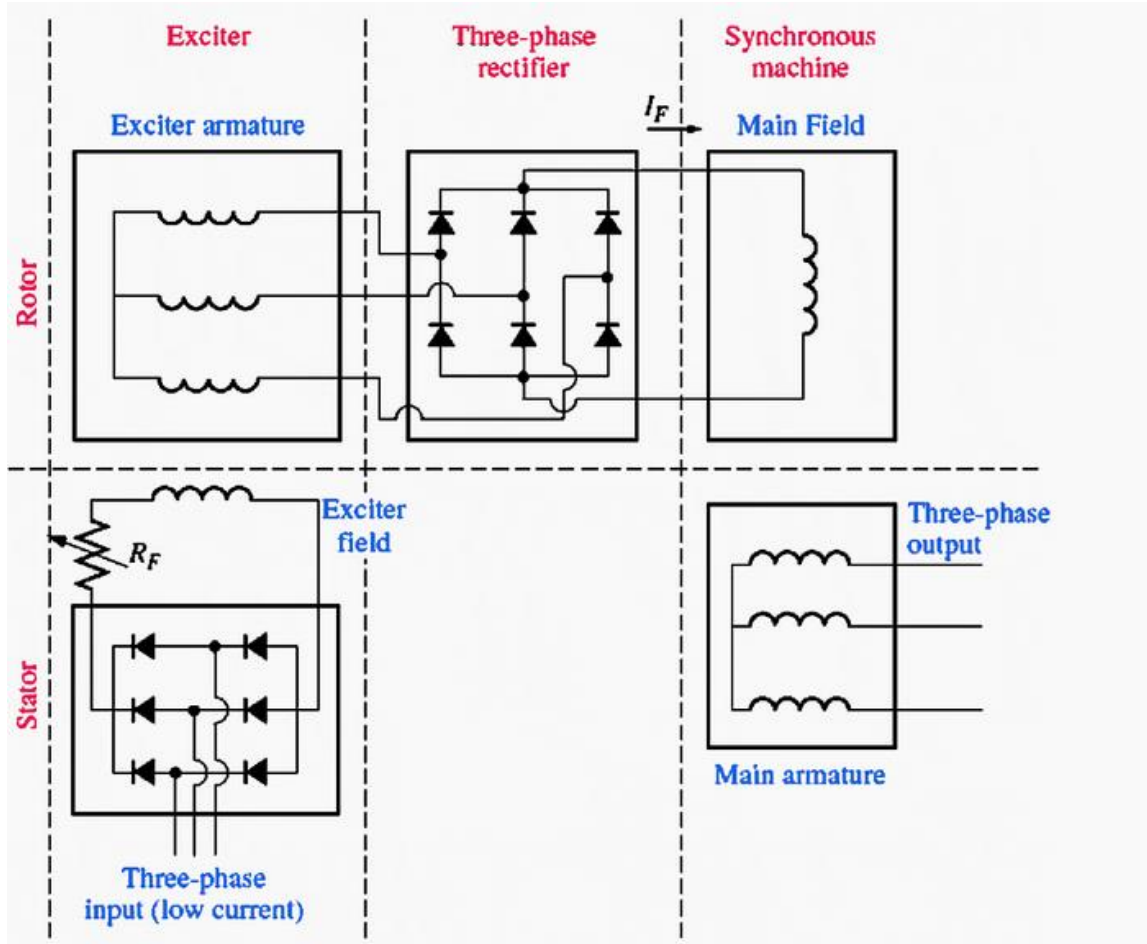 Exciter
Three-phase
rectifier
Synchronous
machine
Exciter armature
I_F
Main Field
Rotor
Exciter
field
R_F
Three-phase
output
Stator
Main armature
Three-phase
input (low current)